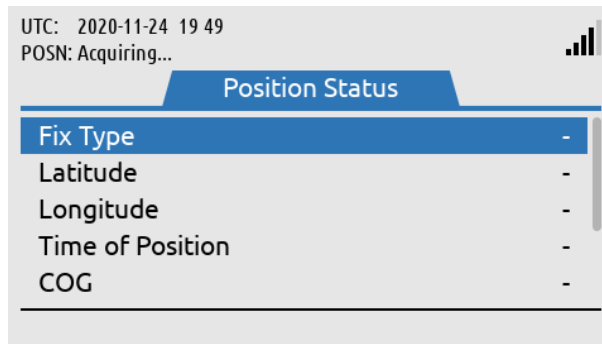 UTC: 2020-11-24 19 49
POSN: Acquiring...
Position Status
Fix Type -
Latitude -
Longitude -
Time of Position -
COG -